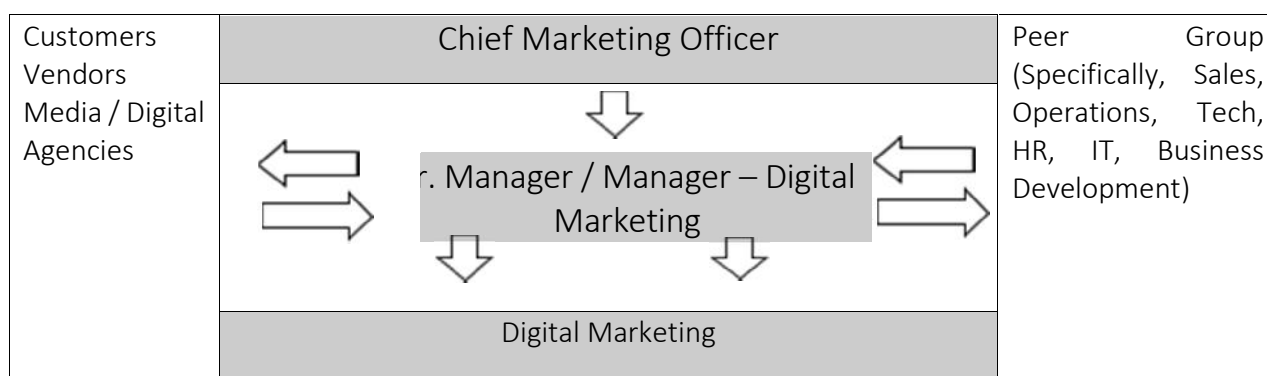 Customers
Vendors
Media / Digital
Agencies
Chief Marketing Officer
r. Manager / Manager – Digital
Marketing
Digital Marketing
Peer Group
(Specifically, Sales,
Operations, Tech,
HR, IT, Business
Development)